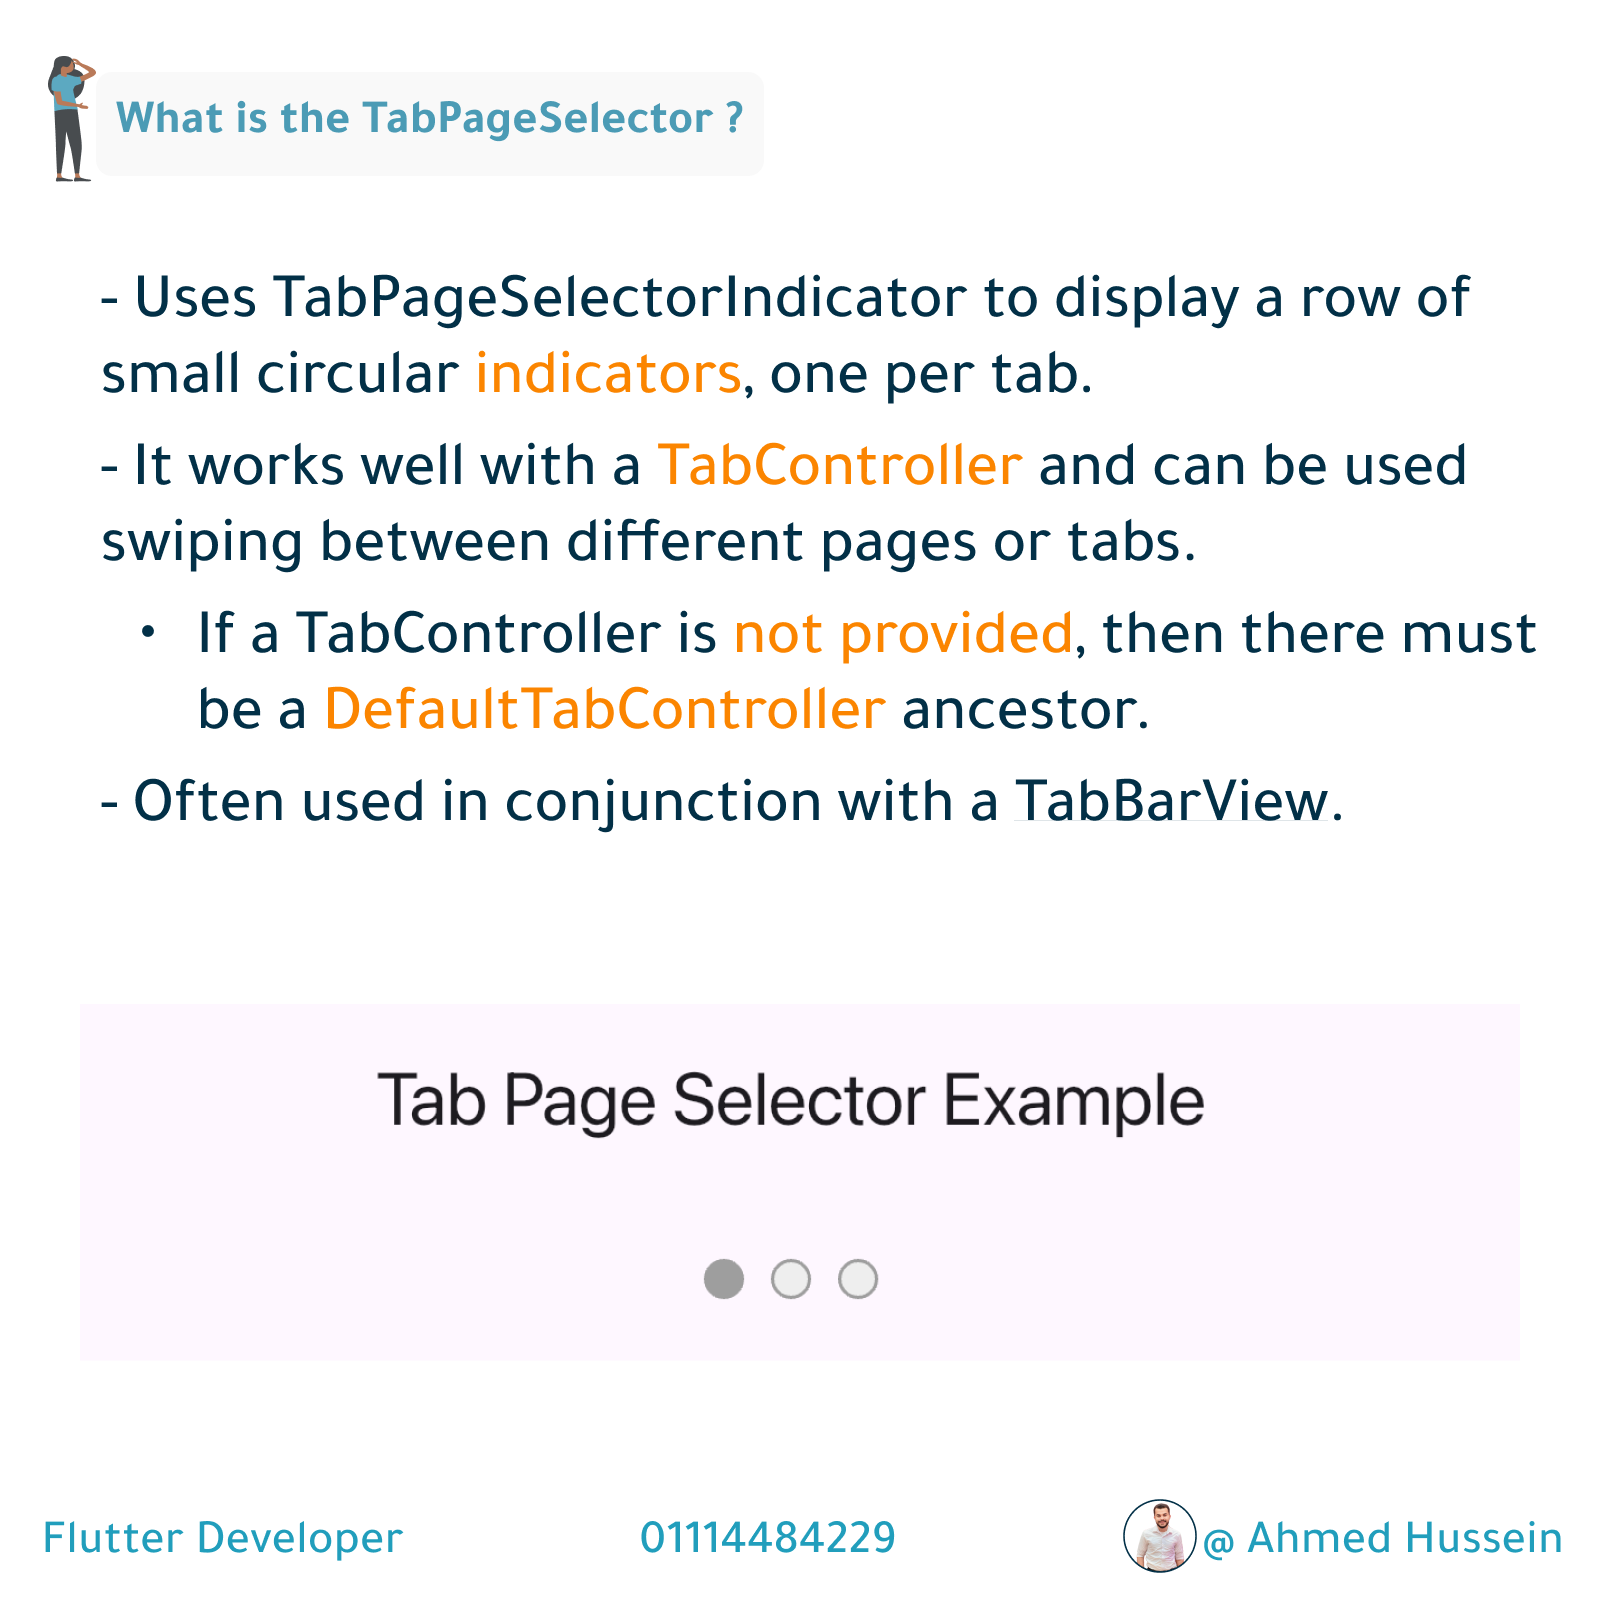 What is the TabPageSelector ?
- Uses TabPageSelectorIndicator to display a row of
small circular indicators, one per tab.
- It works well with a TabController and can be used
swiping between different pages or tabs.
• If a TabController is not provided, then there must
be a DefaultTabController ancestor.
- Often used in conjunction with a TabBarView.
Tab Page Selector Example
Flutter Developer
01114484229
@ Ahmed Hussein